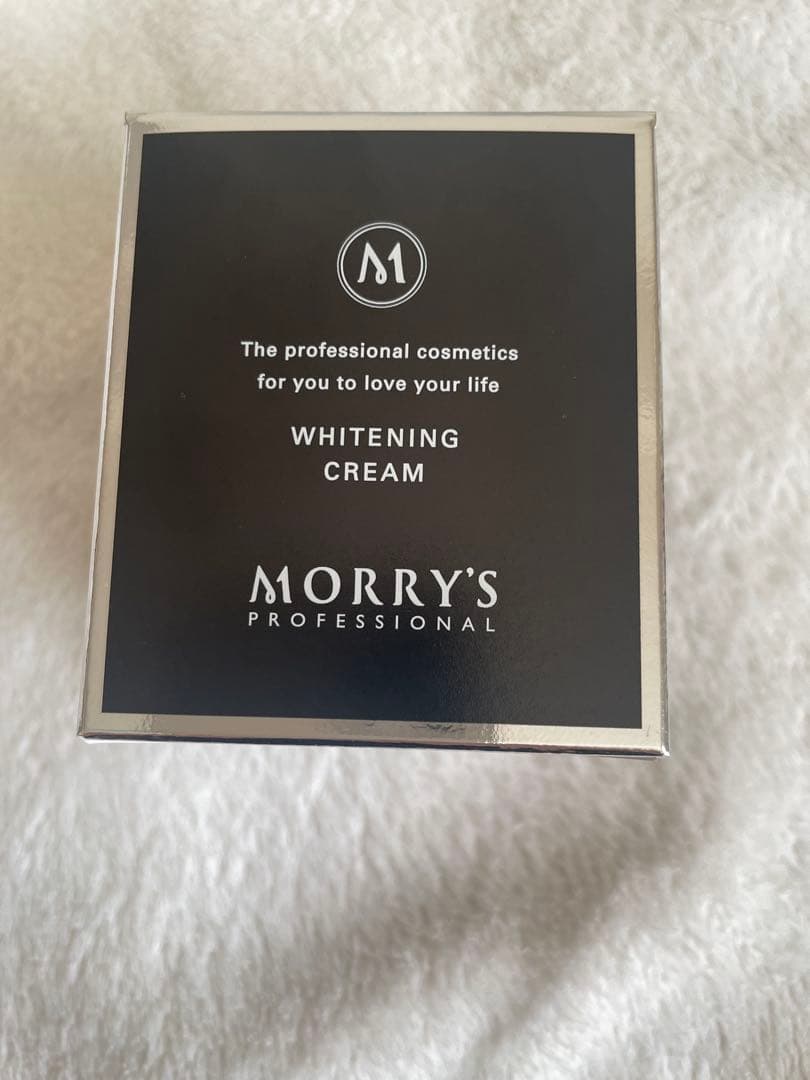 M
The professional cosmetics
for you to love your life
WHITENING
CREAM
MORRY'S
PROFESSIONAL